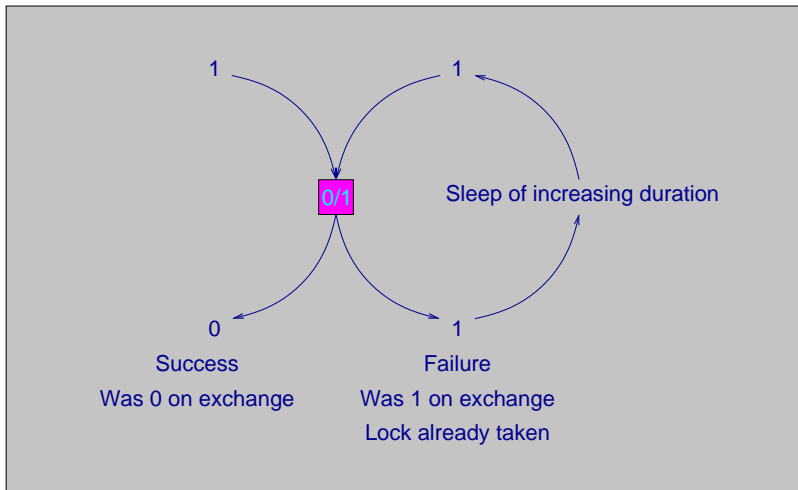 1
1
0/1
Sleep of increasing duration
0
1
Success
Failure
Was 0 on exchange
Was 1 on exchange
Lock already taken